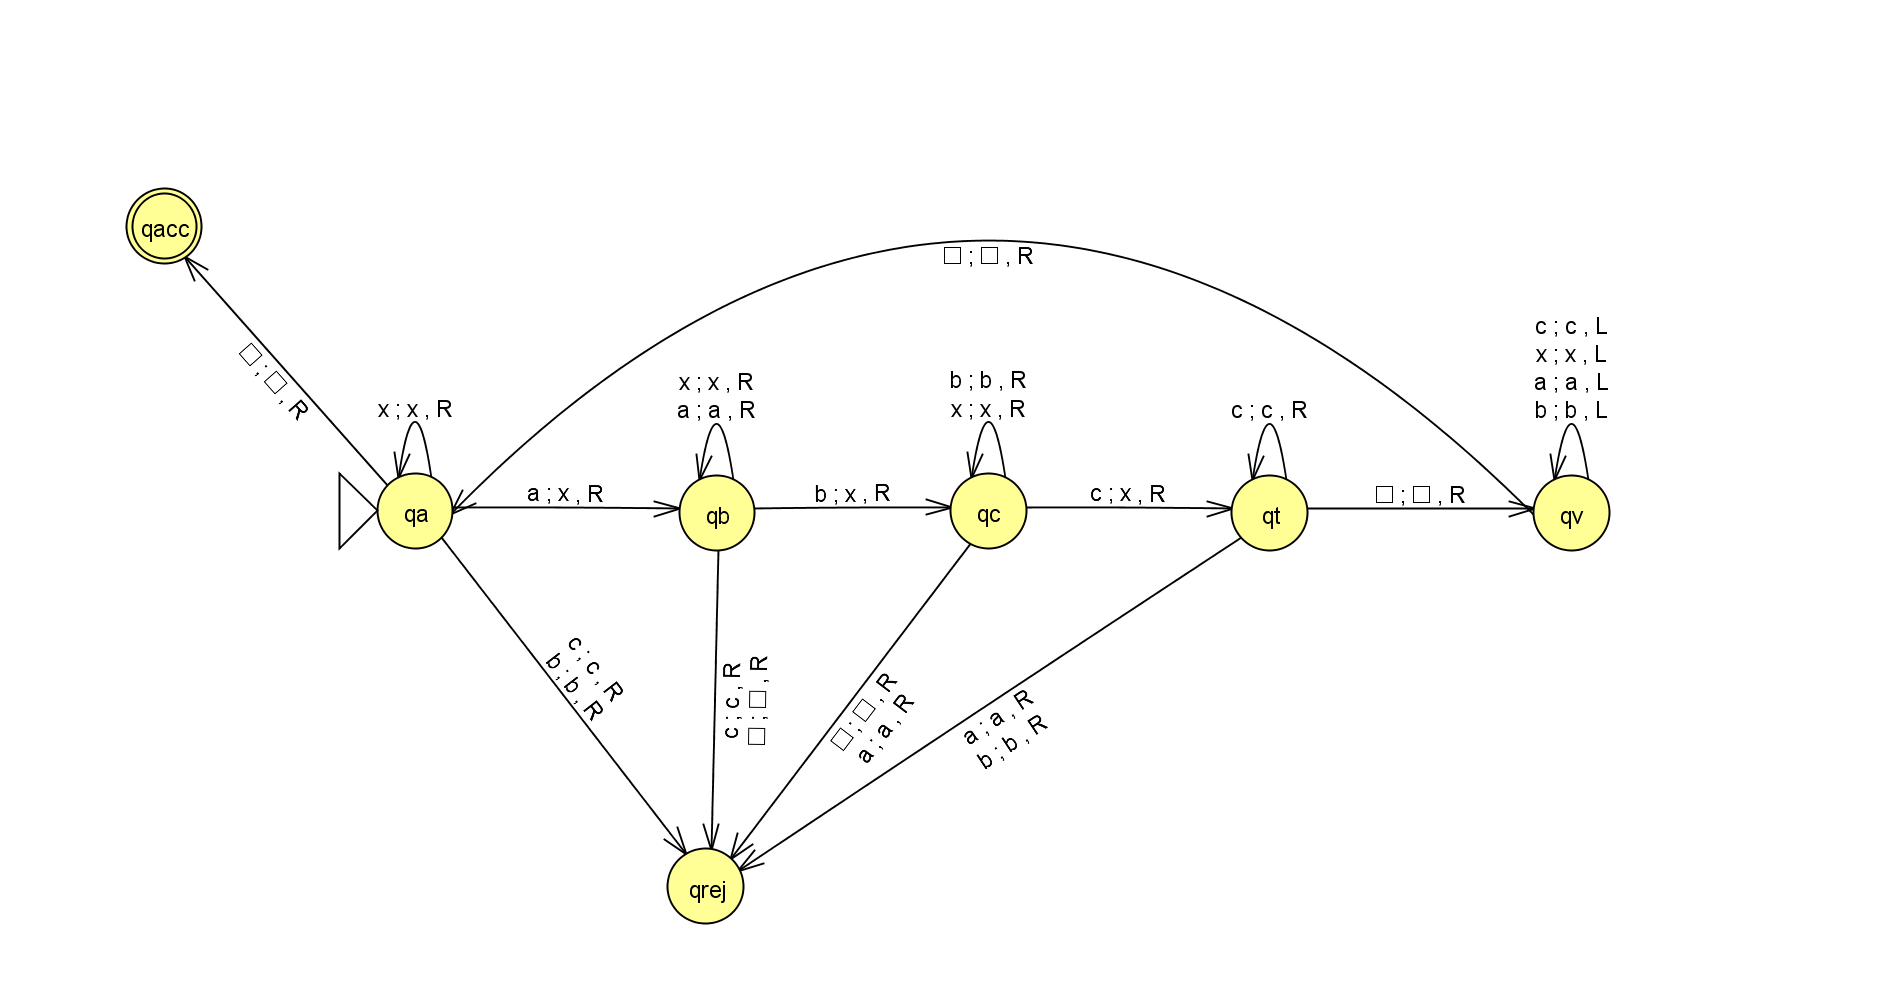 qacc
□ ; □ , R
□ ; □ , R
c ; c , L
x ; x , L
a ; a , L
b ; b , L
x ; x , R
x ; x , R
a ; a , R
b ; b , R
x ; x , R
c ; c , R
qa
a ; x , R
qb
b ; x , R
qc
c ; x , R
qt
□ ; □ , R
qv
c ; c , R
b ; b , R
c ; c , R
□ ; □ , R
□ ; □ , R
a ; a , R
a ; a , R
b ; b , R
qrej